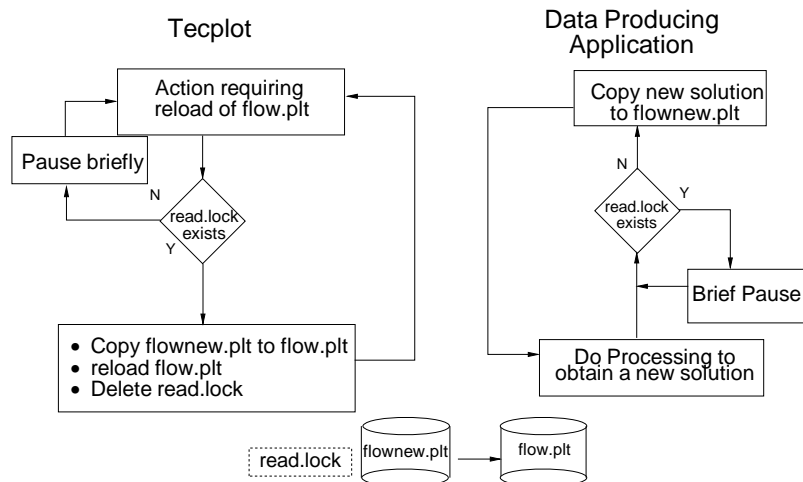 Tecplot
Action requiring
reload of flow.plt
Pause briefly
N
read.lock
exists
Y
• Copy flownew.plt to flow.plt
• reload flow.plt
• Delete read.lock
Data Producing
Application
Copy new solution
to flownew.plt
N
Y
read.lock
exists
Brief Pause
Do Processing to
obtain a new solution
read.lock
flownew.plt
flow.plt